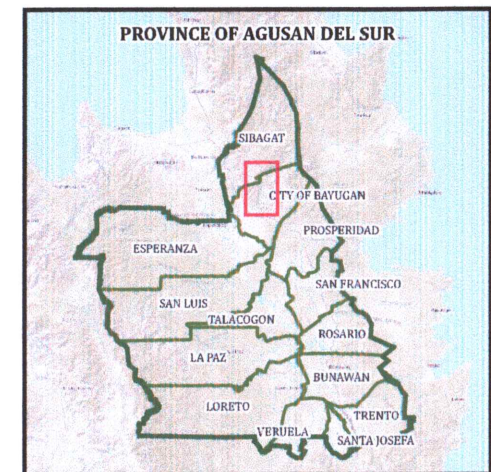 PROVINCE OF AGUSAN DEL SUR
SIBAGAT
CITY OF BAYUGAN
PROSPERIDAD
ESPERANZA
SAN FRANCISCO
SAN LUIS
TALACOGON
ROSARIO
LA PAZ
BUNAWAN
LORETO
TRENTO
VERUELA
SANTA JOSEFA